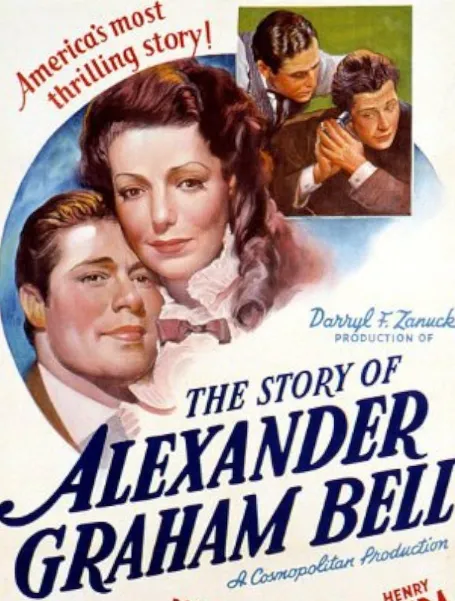 America's most
thrilling story!
Darryl F. Zanuck
PRODUCTION OF
THE STORY OF
ALEXANDER
GRAHAM BELL
A Cosmopolitan Production
HENRY